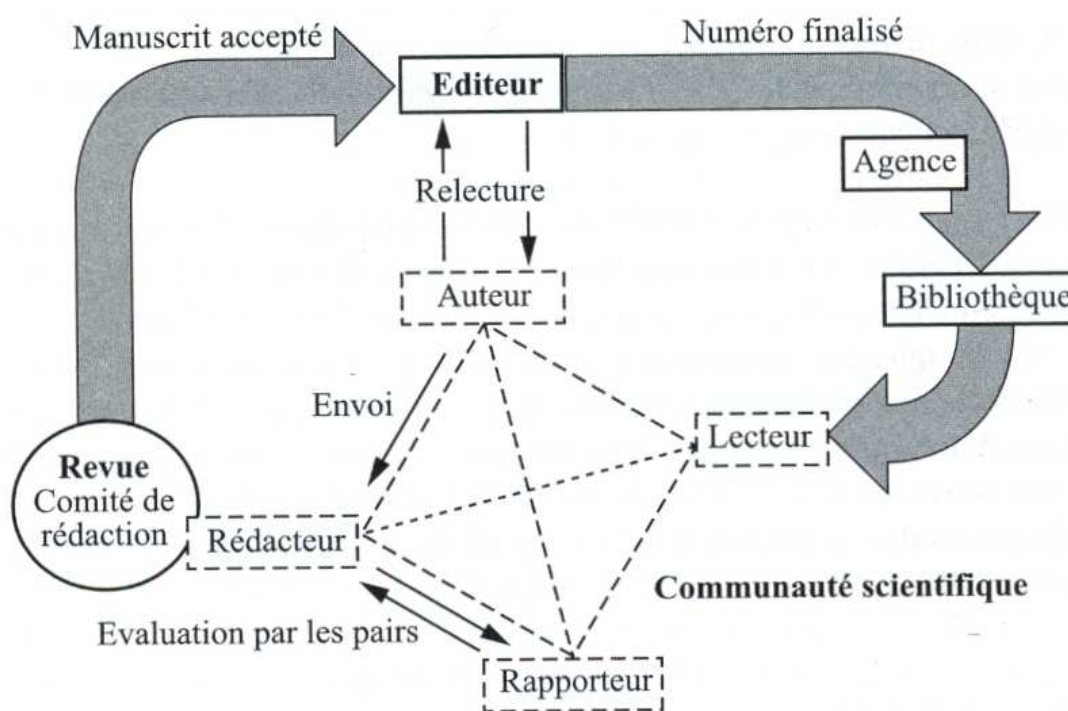 Manuscrit accepté
Numéro finalisé
Editeur
Agence
Relecture
Auteur
Bibliothèque
Envoi
Lecteur
Revue
Comité de
rédaction
Rédacteur
Communauté scientifique
Evaluation par les pairs
Rapporteur